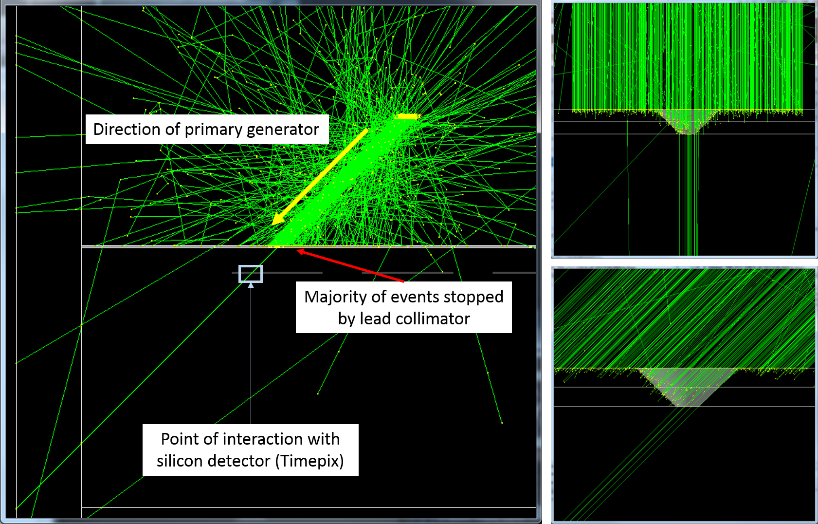 Direction of primary generator
Majority of events stopped
by lead collimator
Point of interaction with
silicon detector (Timepix)